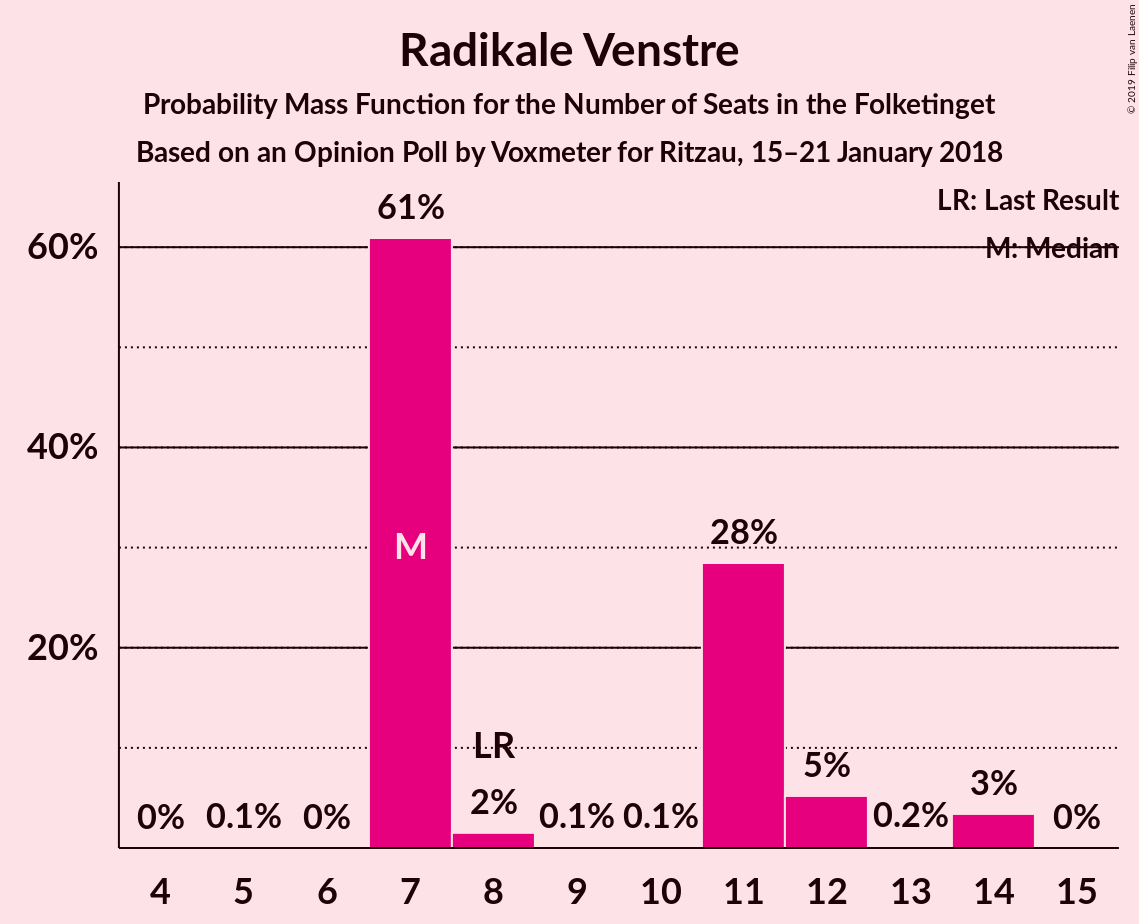 Radikale Venstre
Probability Mass Function for the Number of Seats in the Folketinget
Based on an Opinion Poll by Voxmeter for Ritzau, 15–21 January 2018
© 2019 Filip van Laenen
LR: Last Result
M: Median
60%
40%
20%
61%
M
LR
28%
0%
0.1%
0%
2%
0.1%
0.1%
5%
0.2%
3%
0%
4 5 6 7 8 9 10 11 12 13 14 15